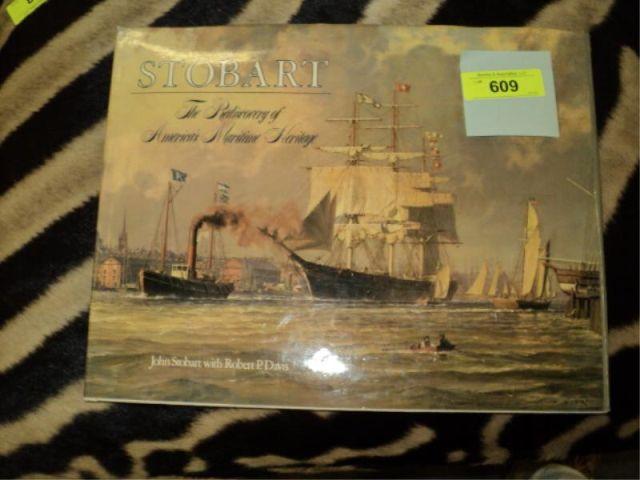 STOBART
The Rediscovery of
America's Maritime Heritage
609
John Stobart with Robert P. Davis